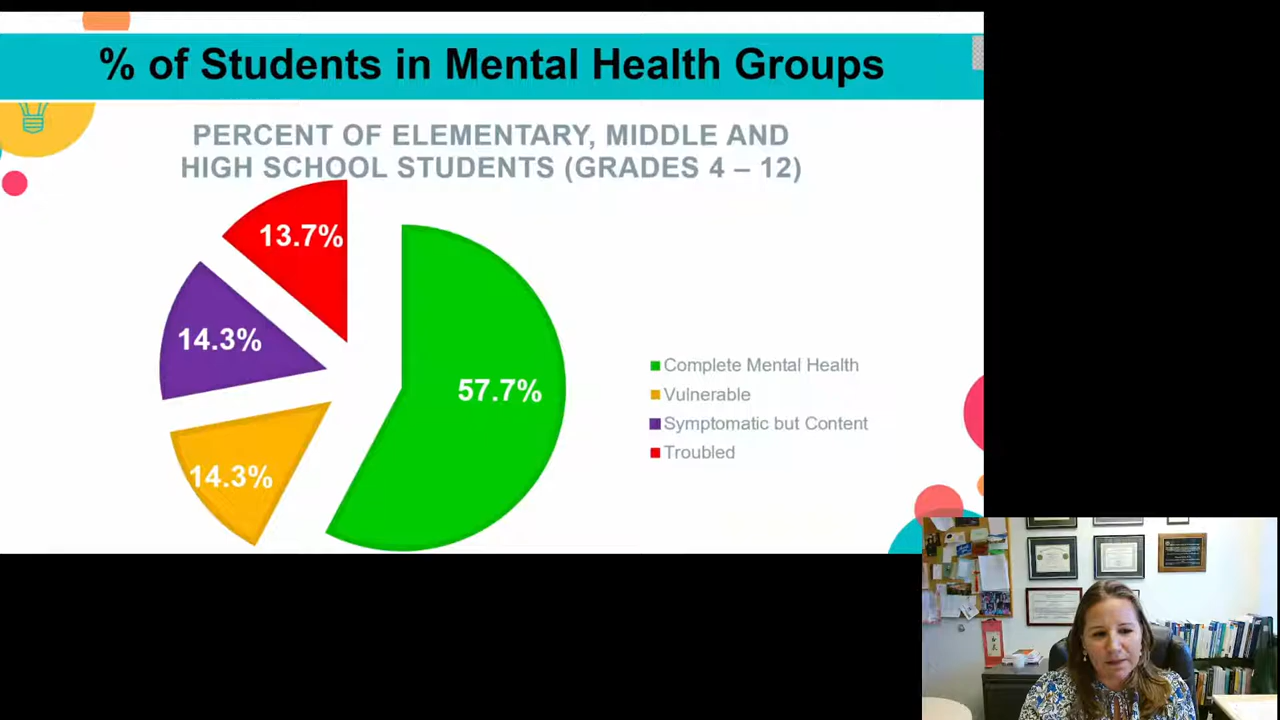 % of Students in Mental Health Groups
PERCENT OF ELEMENTARY, MIDDLE AND
HIGH SCHOOL STUDENTS (GRADES 4 – 12)
13.7%
14.3%
57.7%
14.3%
Complete Mental Health
Vulnerable
Symptomatic but Content
Troubled